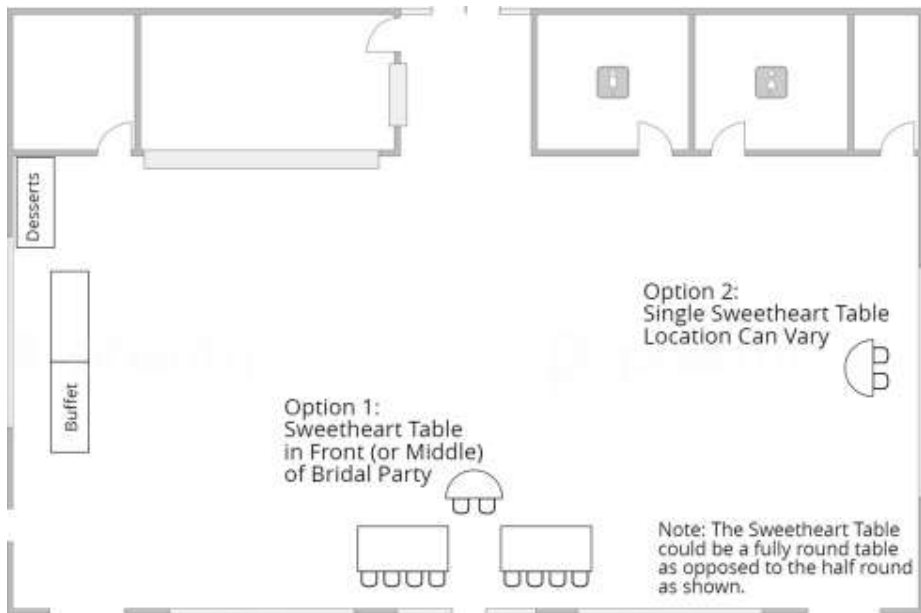 Desserts
Option 2:
Single Sweetheart Table
Location Can Vary
Buffet
Option 1:
Sweetheart Table
in Front (or Middle)
of Bridal Party
Note: The Sweetheart Table
could be a fully round table
as opposed to the half round
as shown.